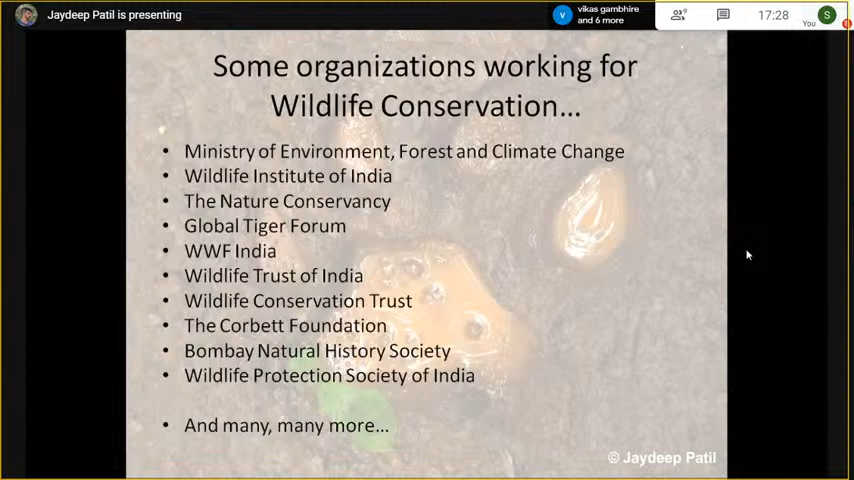 Jaydeep Patil is presenting
V
vikas gambhire
and 6 more
17:28
You
S
Some organizations working for
Wildlife Conservation...
• Ministry of Environment, Forest and Climate Change
• Wildlife Institute of India
• The Nature Conservancy
• Global Tiger Forum
• WWF India
• Wildlife Trust of India
• Wildlife Conservation Trust
• The Corbett Foundation
• Bombay Natural History Society
• Wildlife Protection Society of India
• And many, many more...
© Jaydeep Patil